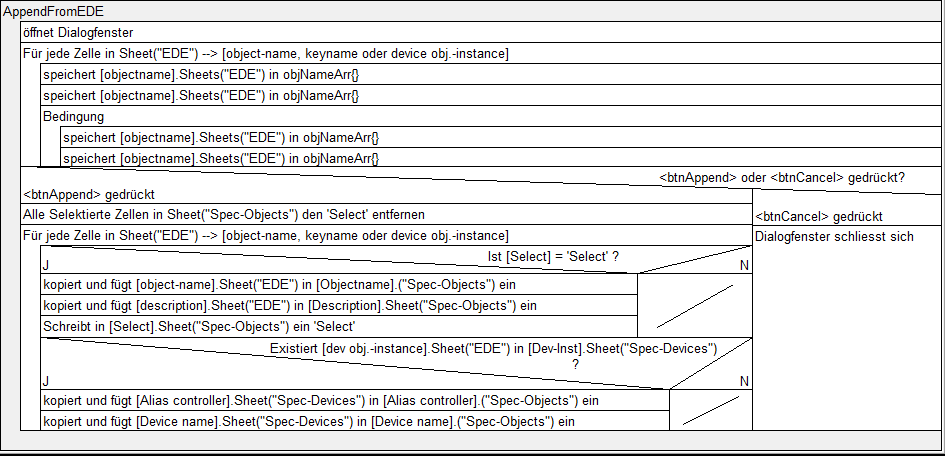 AppendFromEDE
öffnet Dialogfenster
Für jede Zelle in Sheet("EDE") --> [object-name, keyname oder device obj.-instance]
speichert [objectname].Sheets("EDE") in objNameArr{}
speichert [objectname].Sheets("EDE") in objNameArr{}
Bedingung
speichert [objectname].Sheets("EDE") in objNameArr{}
speichert [objectname].Sheets("EDE") in objNameArr{}
<btnAppend> oder <btnCancel> gedrückt?
<btnAppend> gedrückt
Alle Selektierte Zellen in Sheet("Spec-Objects") den 'Select' entfernen
<btnCancel> gedrückt
Für jede Zelle in Sheet("EDE") --> [object-name, keyname oder device obj.-instance]
Dialogfenster schliesst sich
Ist [Select] = 'Select' ?
J
N
kopiert und fügt [object-name].Sheet("EDE") in [Objectname].("Spec-Objects") ein
kopiert und fügt [description].Sheet("EDE") in [Description].Sheet("Spec-Objects") ein
Schreibt in [Select].Sheet("Spec-Objects") ein 'Select'
Existiert [dev obj.-instance].Sheet("EDE") in [Dev-Inst].Sheet("Spec-Devices")
?
J
N
kopiert und fügt [Alias controller].Sheet("Spec-Devices") in [Alias controller].("Spec-Objects") ein
kopiert und fügt [Device name].Sheet("Spec-Devices") in [Device name].("Spec-Objects") ein